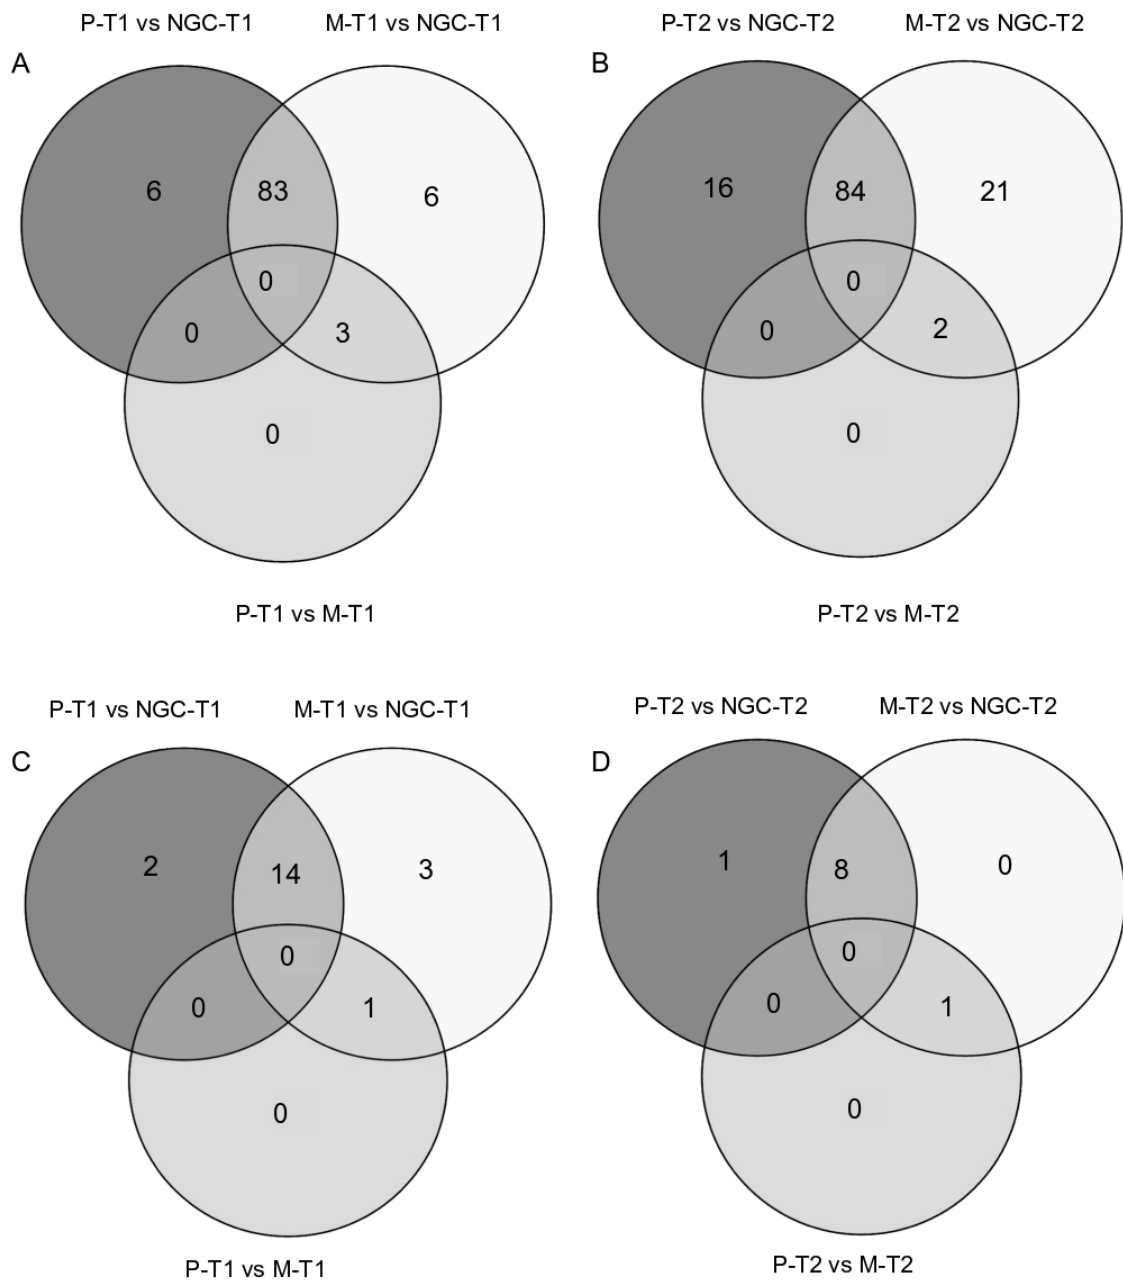 P-T1 vs NGC-T1 M-T1 vs NGC-T1
A
6 83 6
0
0 3
0
P-T1 vs M-T1
P-T2 vs NGC-T2 M-T2 vs NGC-T2
B
16 84 21
0
0 2
0
P-T2 vs M-T2
P-T1 vs NGC-T1 M-T1 vs NGC-T1
C
2 14 3
0
0 1
0
P-T1 vs M-T1
P-T2 vs NGC-T2 M-T2 vs NGC-T2
D
1 8 0
0
0 1
0
P-T2 vs M-T2